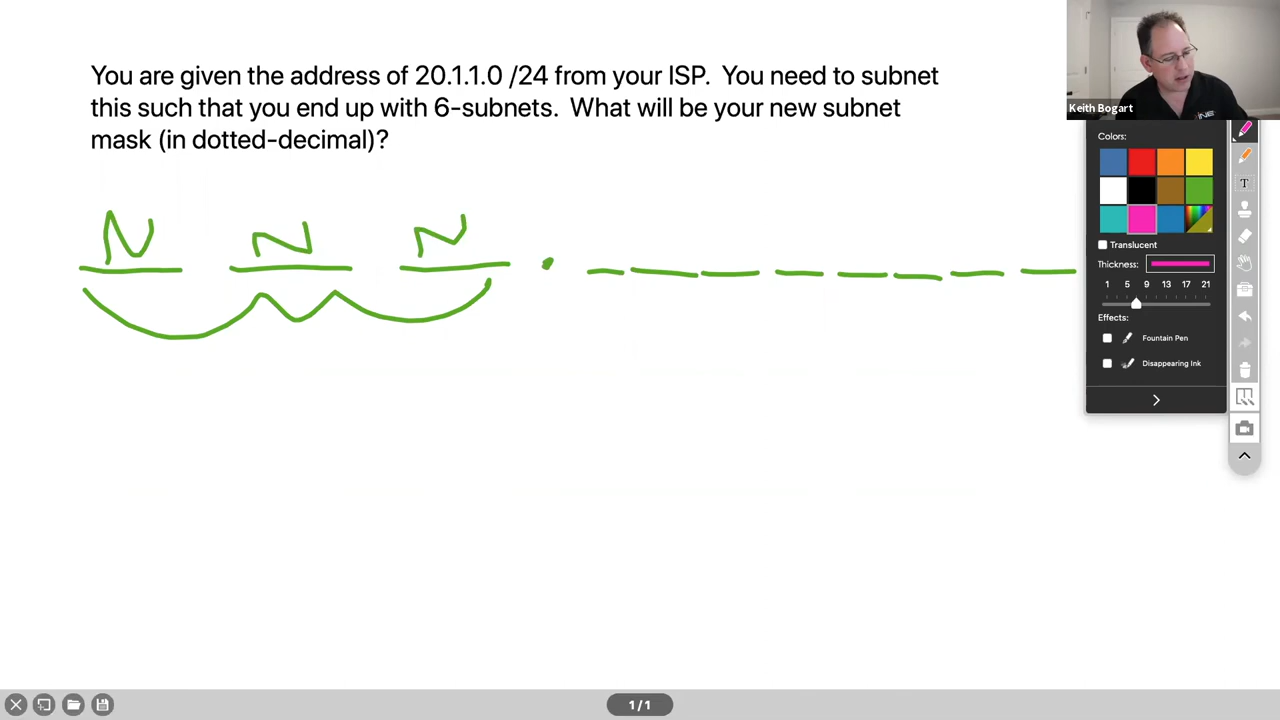 You are given the address of 20.1.1.0 /24 from your ISP.  You need to subnet
this such that you end up with 6-subnets.  What will be your new subnet
mask (in dotted-decimal)?
N N N .
Keith Bogart
INE
Colors:
T
Translucent
Thickness:
1 5 9 13 17 21
Effects:
Fountain Pen
Disappearing Ink
1/1